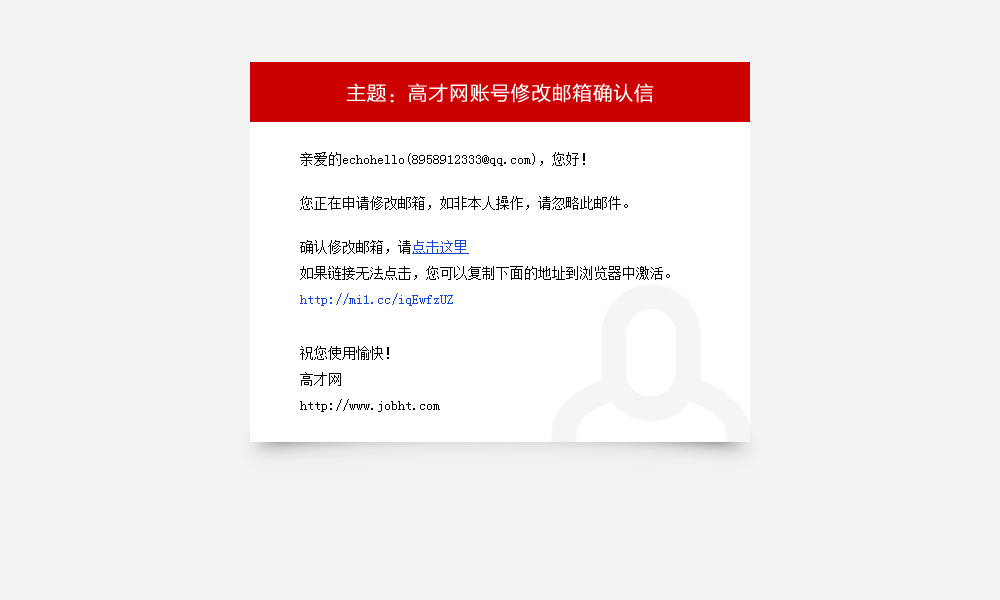 主题：高才网账号修改邮箱确认信
亲爱的echohello(8958912333@qq.com)，您好！
您正在申请修改邮箱，如非本人操作，请忽略此邮件。
确认修改邮箱，请点击这里
如果链接无法点击，您可以复制下面的地址到浏览器中激活。
http://mi1.cc/iqEwfzUZ
祝您使用愉快！
高才网
http://www.jobht.com